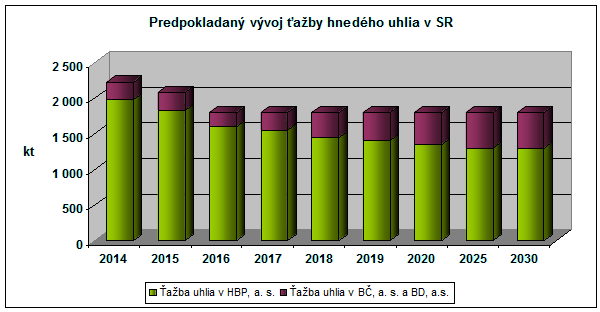 Predpokladaný vývoj ťažby hnedého uhlia v SR
2 500
2 000
1 500
kt
1 000
500
0
2014 2015 2016 2017 2018 2019 2020 2025 2030
Ťažba uhlia v HBP, a. s. Ťažba uhlia v BČ, a. s. a BD, a.s.